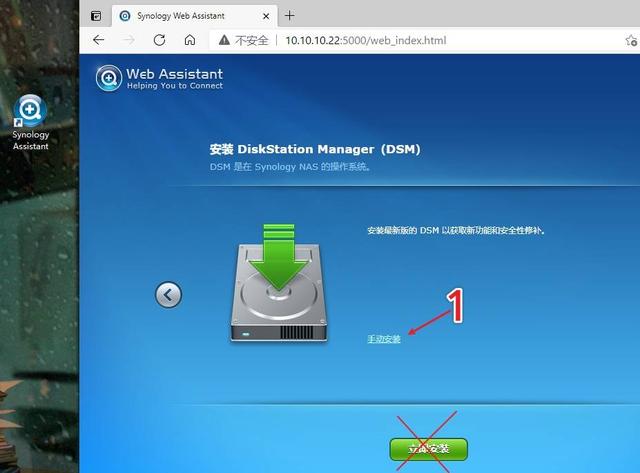 Synology Web Assistant
不安全
10.10.10.22:5000/web_index.html
Web Assistant
Helping You to Connect
Synology
Assistant
安装 DiskStation Manager (DSM)
DSM 是在 Synology NAS 的操作系统。
安装最新版的 DSM 以获取新功能和安全性修补。
1
手动安装
立即安装